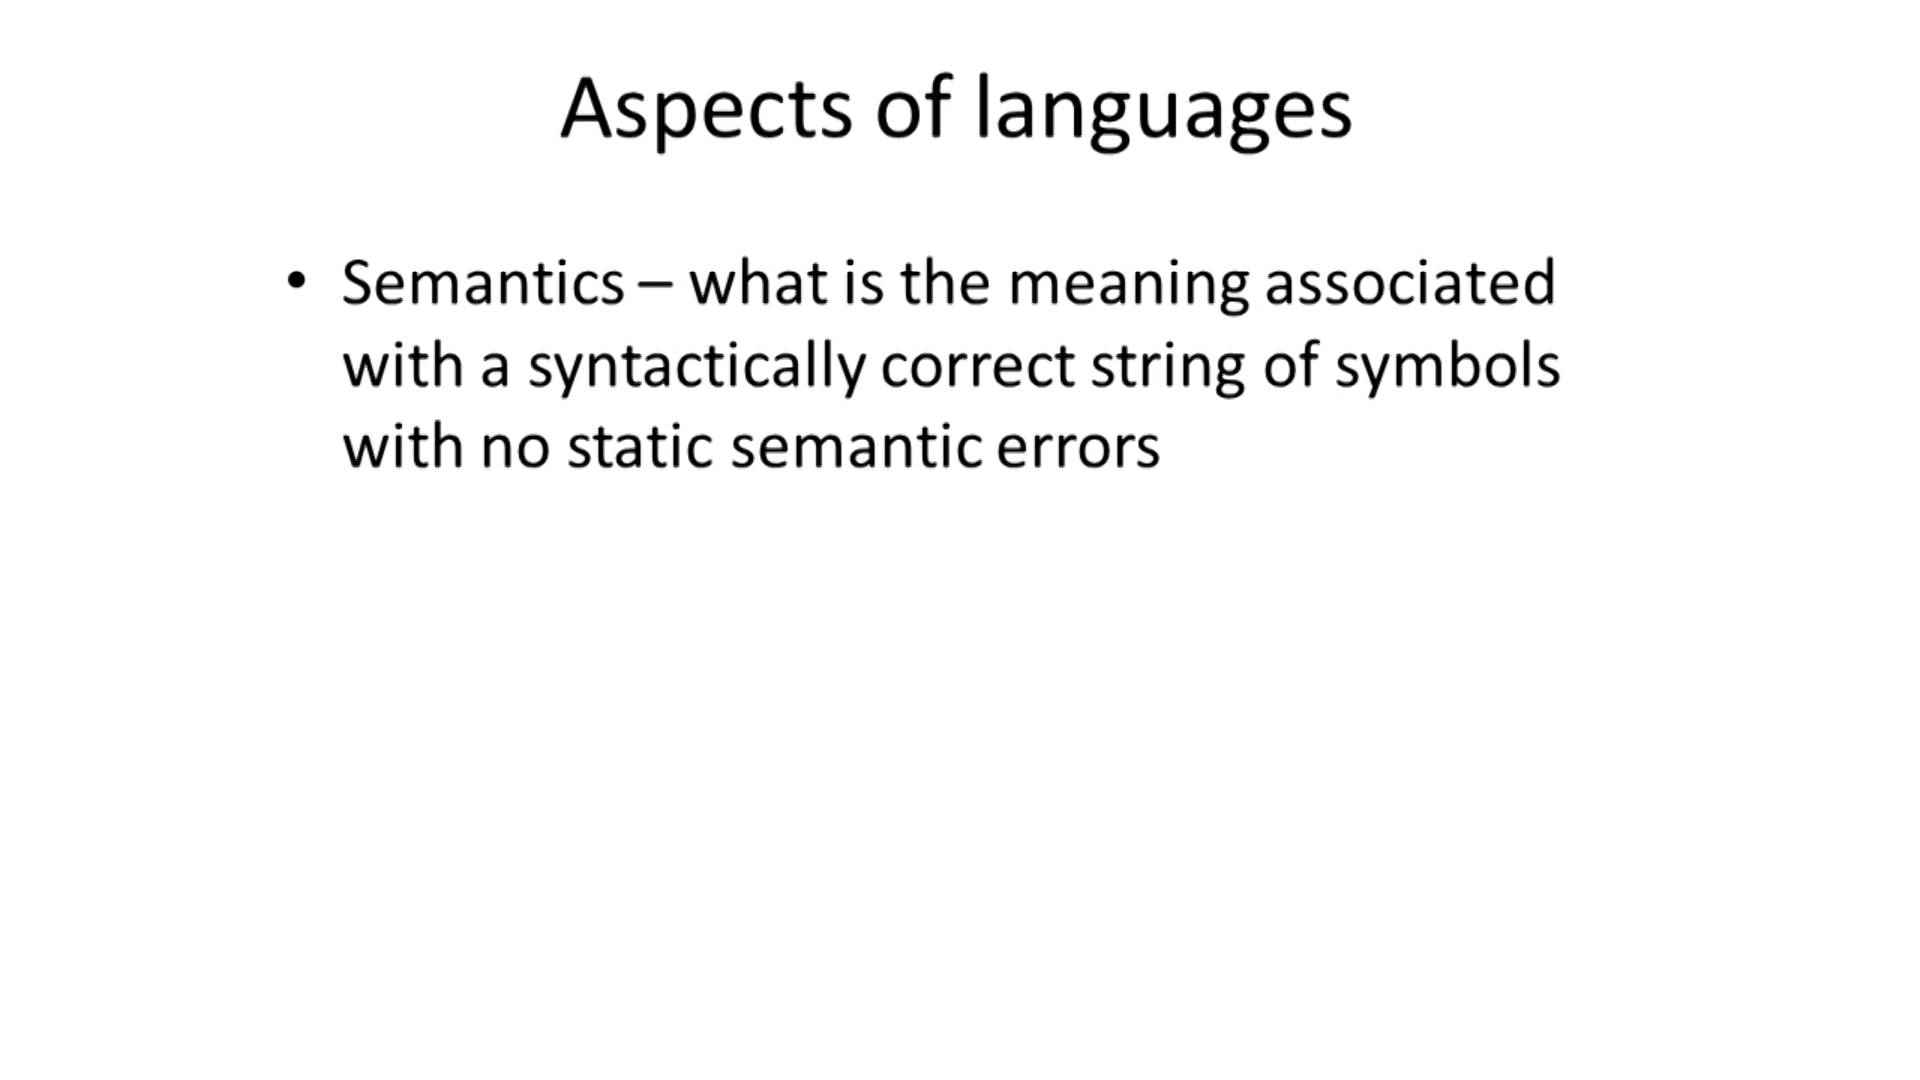 Aspects of languages
• Semantics – what is the meaning associated
with a syntactically correct string of symbols
with no static semantic errors